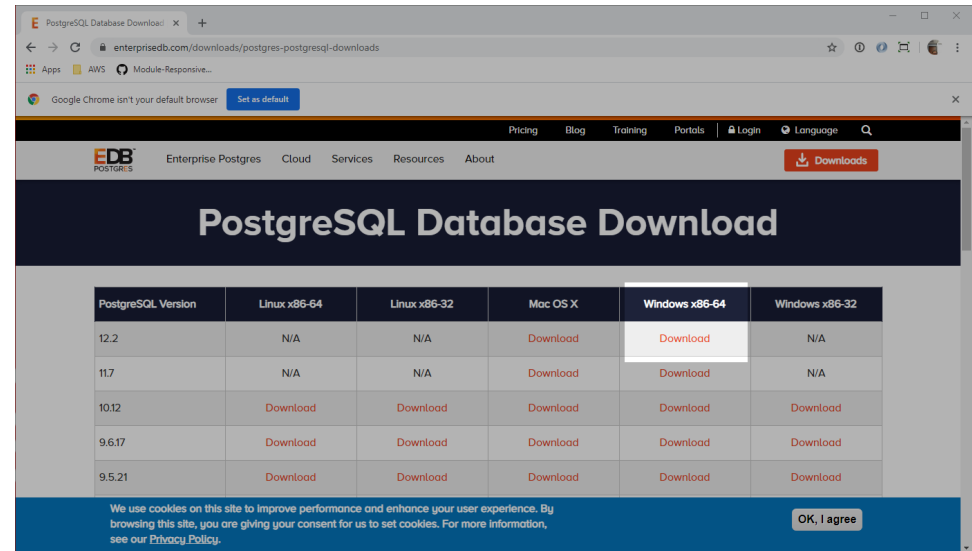 PostgreSQL Database Download
enterprisedb.com/downloads/postgres-postgresql-downloads
Apps AWS Module-Responsive...
Google Chrome isn't your default browser Set as default
Pricing Blog Training Portals Login Language
EDB POSTGRES Enterprise Postgres Cloud Services Resources About Downloads
PostgreSQL Database Download
PostgreSQL Version Linux x86-64 Linux x86-32 Mac OS X Windows x86-64 Windows x86-32
12.2 N/A N/A Download Download N/A
11.7 N/A N/A Download Download N/A
10.12 Download Download Download Download Download
9.6.17 Download Download Download Download Download
9.5.21 Download Download Download Download Download
We use cookies on this site to improve performance and enhance your user experience. By
browsing this site, you are giving your consent for us to set cookies. For more information,
see our Privacy Policy.
OK, I agree